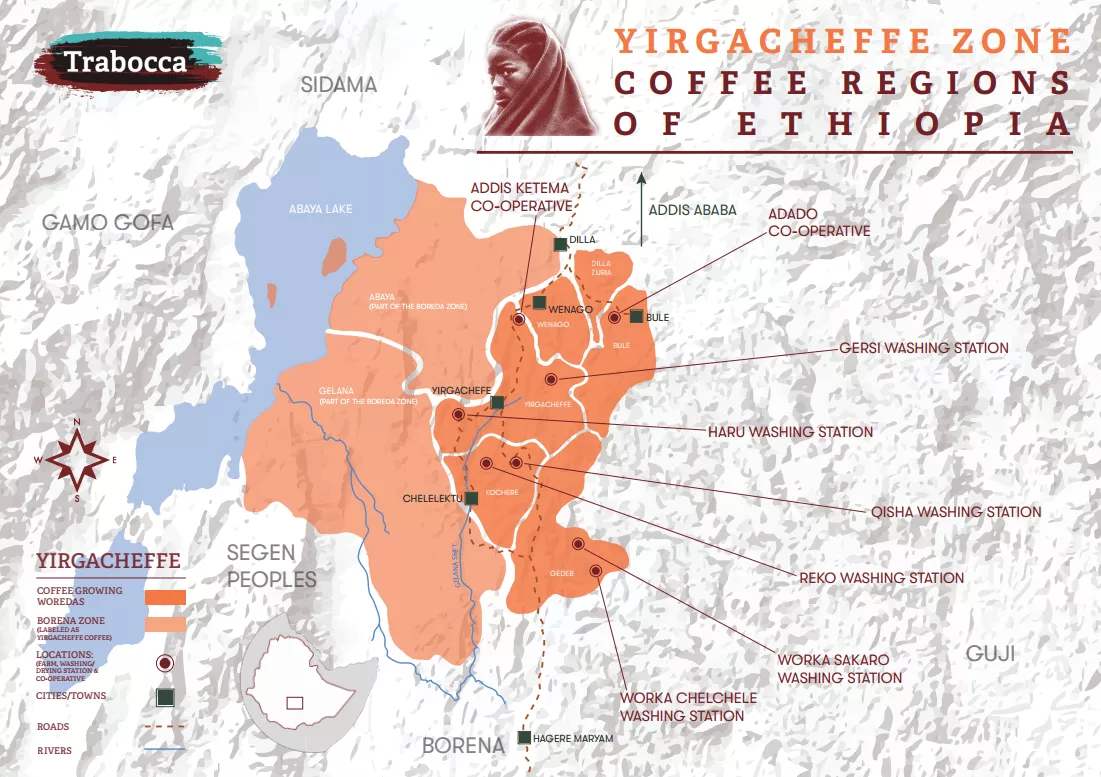 Trabocca
YIRGACHEFFE ZONE
COFFEE REGIONS
OF ETHIOPIA
SIDAMA
GAMO GOFA
ABAYA LAKE
ADDIS KETEMA
CO-OPERATIVE
ADDIS ABABA
ADADO
CO-OPERATIVE
DILLA
DILLA
ZURIA
ABAYA
(PART OF THE BOREDA ZONE)
WENAGO
WENAGO
BULE
BULE
GERSI WASHING STATION
GELANA
(PART OF THE BOREDA ZONE)
YIRGACHEFE
YIRGACHEFFE
HARU WASHING STATION
N
W
E
S
CHELELEKTU
KOCHERE
QISHA WASHING STATION
GELANA SHET
GEDEB
REKO WASHING STATION
SEGEN
PEOPLES
WORKA SAKARO
WASHING STATION
GUJI
WORKA CHELCHELE
WASHING STATION
BORENA
HAGERE MARYAM
YIRGACHEFFE
COFFEE GROWING
WOREDAS
BORENA ZONE
(LABELED AS
YIRGACHEFFE COFFEE)
LOCATIONS:
(FARM, WASHING/
DRYING STATION &
CO-OPERATIVE
CITIES/TOWNS
ROADS
RIVERS